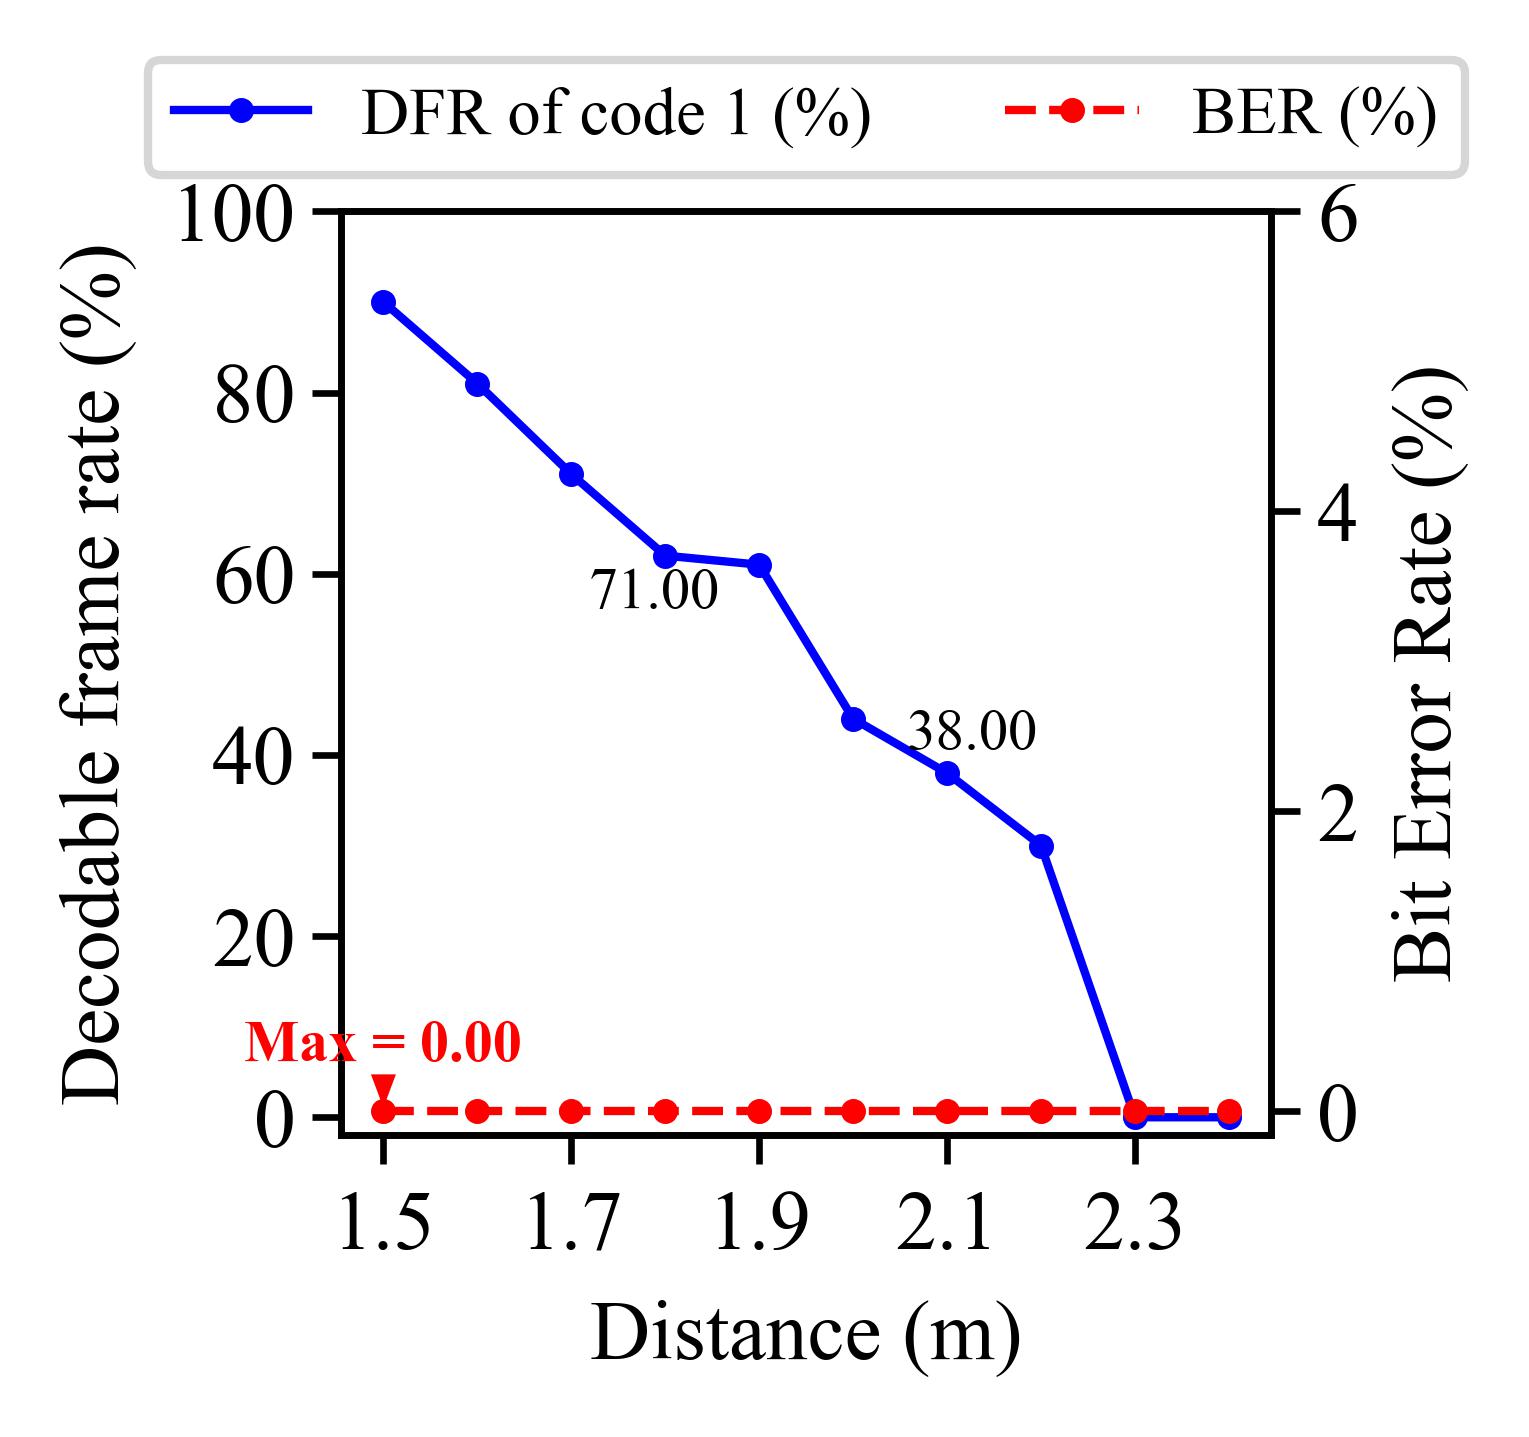 DFR of code 1 (%)
BER (%)
Decodable frame rate (%)
100
80
60
40
20
0
71.00
38.00
Max = 0.00
6
4
2
0
Bit Error Rate (%)
1.5
1.7
1.9
2.1
2.3
Distance (m)